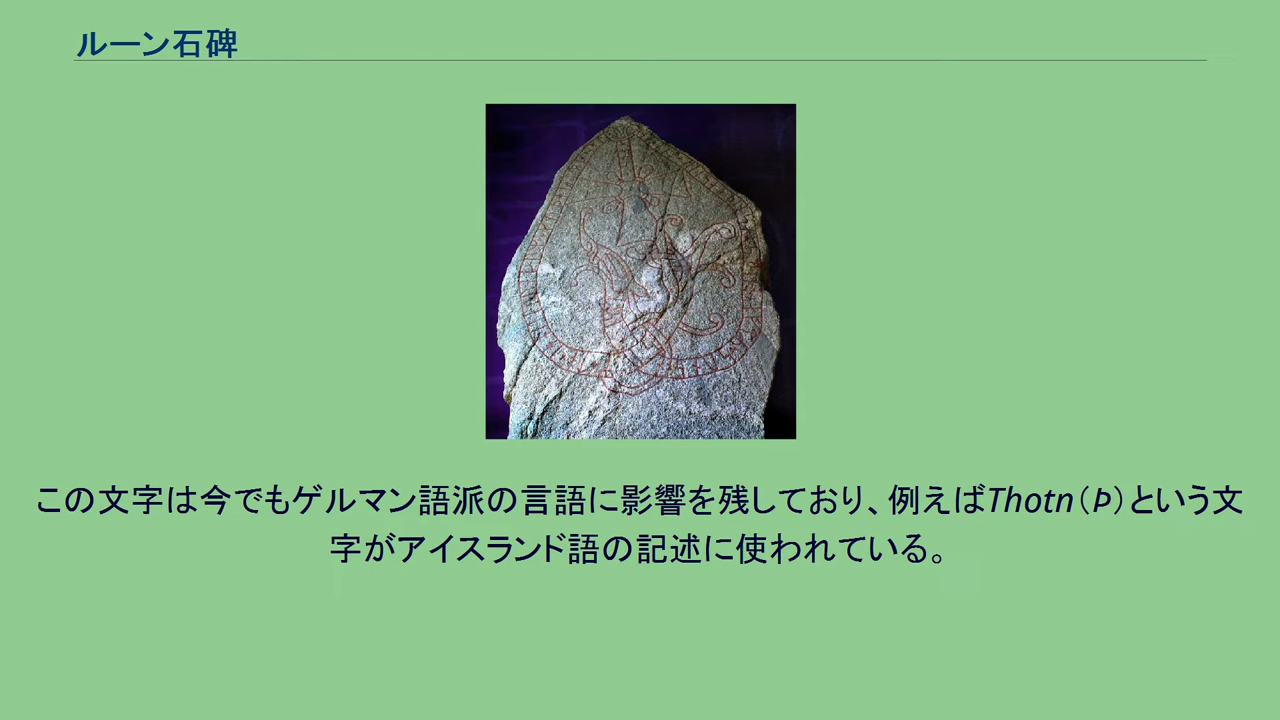 ルーン石碑
この文字は今でもゲルマン語派の言語に影響を残しており、例えばThotn（Þ）という文
字がアイスランド語の記述に使われている。